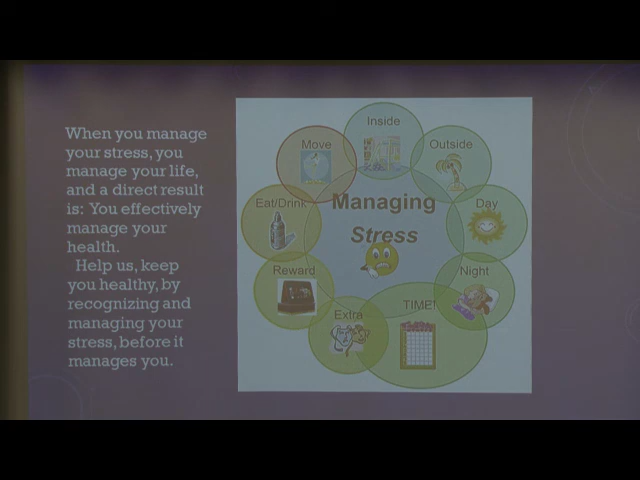 When you manage
your stress, you
manage your life,
and a direct result
is: You effectively
manage your
health.
Help us, keep
you healthy, by
recognizing and
managing your
stress, before it
manages you.
Inside
Move
Outside
Eat/Drink
Managing
Stress
Day
Reward
Night
Extra
TIME!